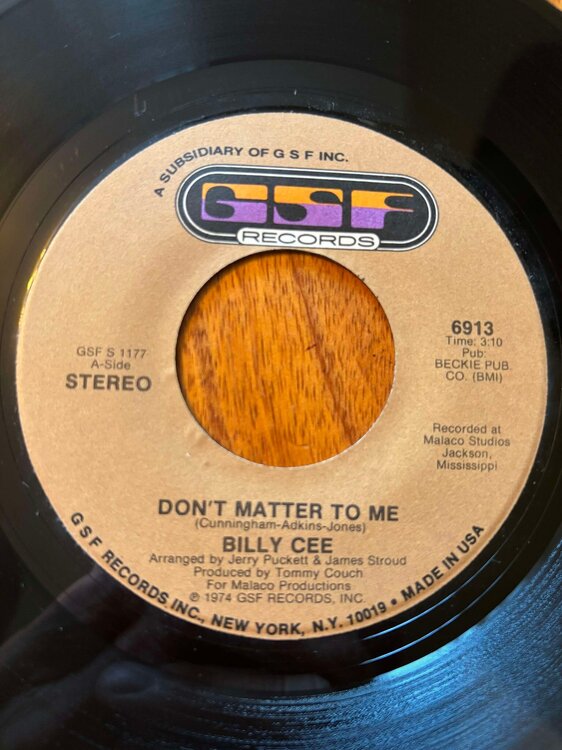 A SUBSIDIARY OF G S F INC.
GSF
RECORDS
GSF S 1177
A-Side
STEREO
6913
Time: 3:10
Pub:
BECKIE PUB.
CO. (BMI)
Recorded at
Malaco Studios
Jackson,
Mississippi
DON'T MATTER TO ME
(Cunningham-Adkins-Jones)
BILLY CEE
Arranged by Jerry Puckett & James Stroud
Produced by Tommy Couch
For Malaco Productions
℗ 1974 GSF RECORDS, INC.
G S F RECORDS, INC., NEW YORK, N.Y. 10019 • MADE IN USA